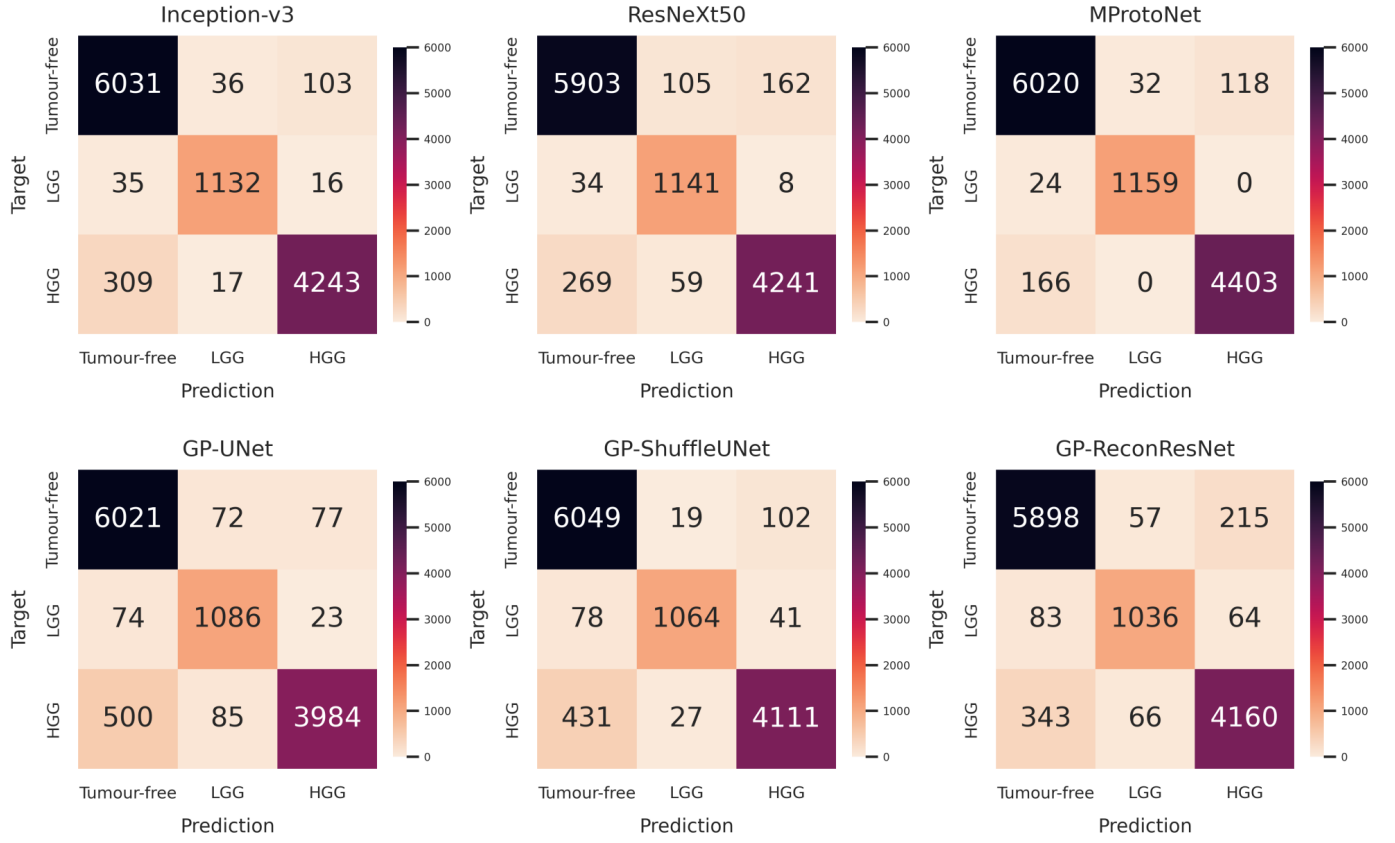 Inception-v3
ResNeXt50
MProtoNet
Target
Tumour-free
LGG
HGG
6031 36 103
35 1132 16
309 17 4243
Tumour-free LGG HGG
Prediction
6000
5000
4000
3000
2000
1000
0
Target
Tumour-free
LGG
HGG
5903 105 162
34 1141 8
269 59 4241
Tumour-free LGG HGG
Prediction
6000
5000
4000
3000
2000
1000
0
Target
Tumour-free
LGG
HGG
6020 32 118
24 1159 0
166 0 4403
Tumour-free LGG HGG
Prediction
6000
5000
4000
3000
2000
1000
0
GP-UNet
GP-ShuffleUNet
GP-ReconResNet
Target
Tumour-free
LGG
HGG
6021 72 77
74 1086 23
500 85 3984
Tumour-free LGG HGG
Prediction
6000
5000
4000
3000
2000
1000
0
Target
Tumour-free
LGG
HGG
6049 19 102
78 1064 41
431 27 4111
Tumour-free LGG HGG
Prediction
6000
5000
4000
3000
2000
1000
0
Target
Tumour-free
LGG
HGG
5898 57 215
83 1036 64
343 66 4160
Tumour-free LGG HGG
Prediction
6000
5000
4000
3000
2000
1000
0